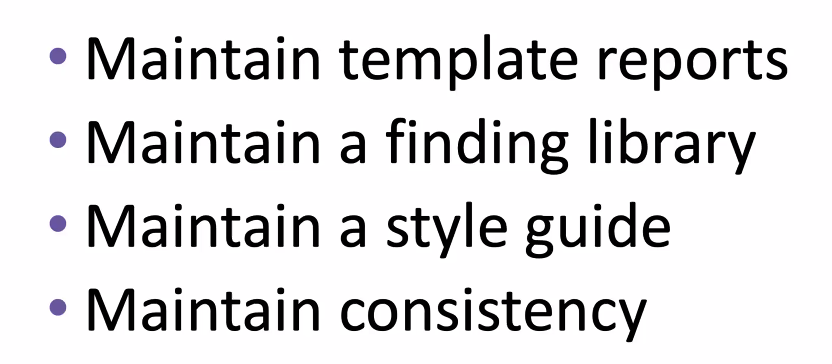 • Maintain template reports
• Maintain a finding library
• Maintain a style guide
• Maintain consistency